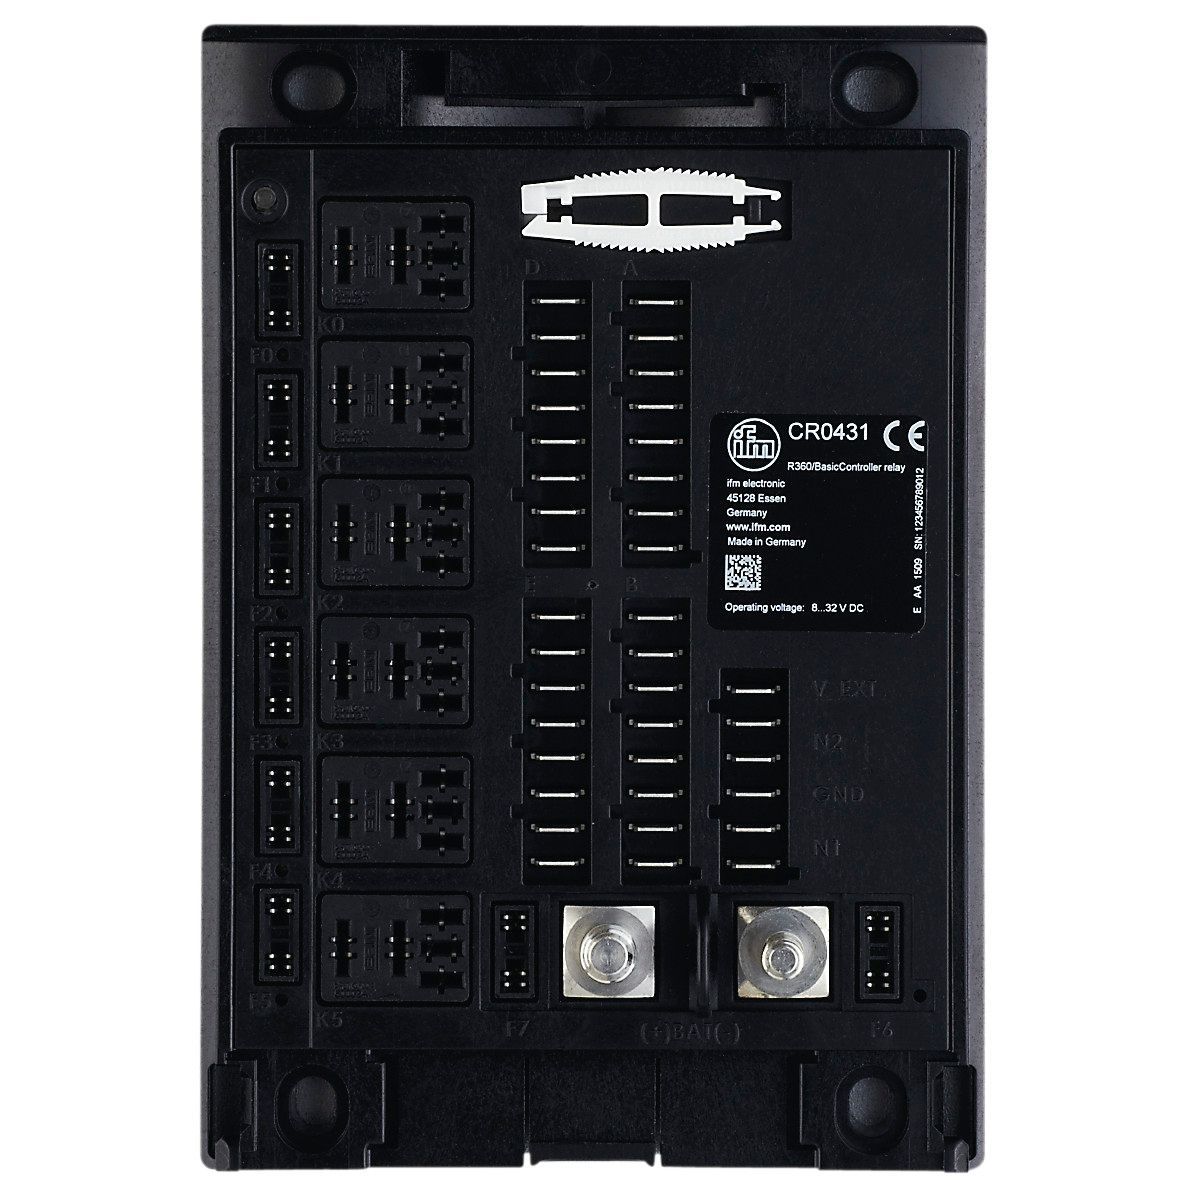 D A
K0
F0
K1
F1
ifm CR0431 CE
R360/BasicController relay
ifm electronic
45128 Essen
Germany
www.ifm.com
Made in Germany
Operating voltage: 8...32 V DC
E AA 1509 SN: 123456789012
E B
K2
F2
V_EXT
K3
F3
N2
GND
N1
K4
F4
K5
F5
F7
(+)BAT(-)
F6